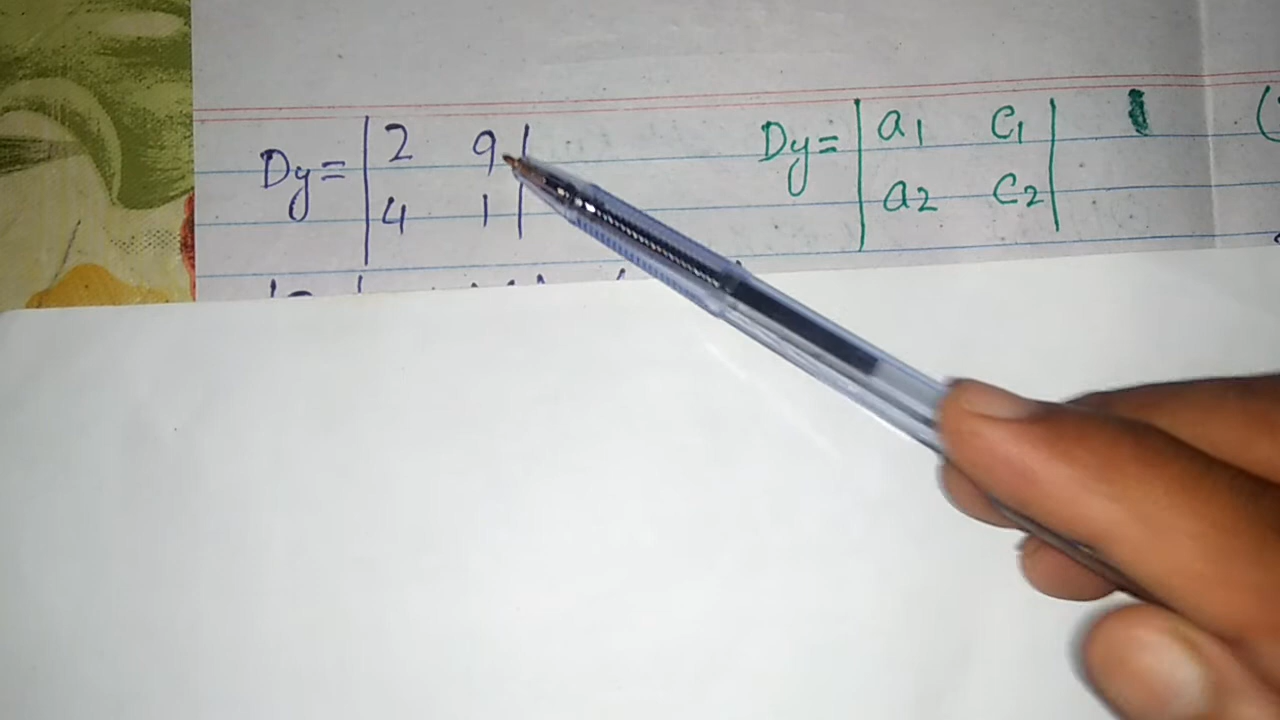 Dy= | 2 9 |
| 4 1 |
Dy= | a1 c1 |
| a2 c2 |
(